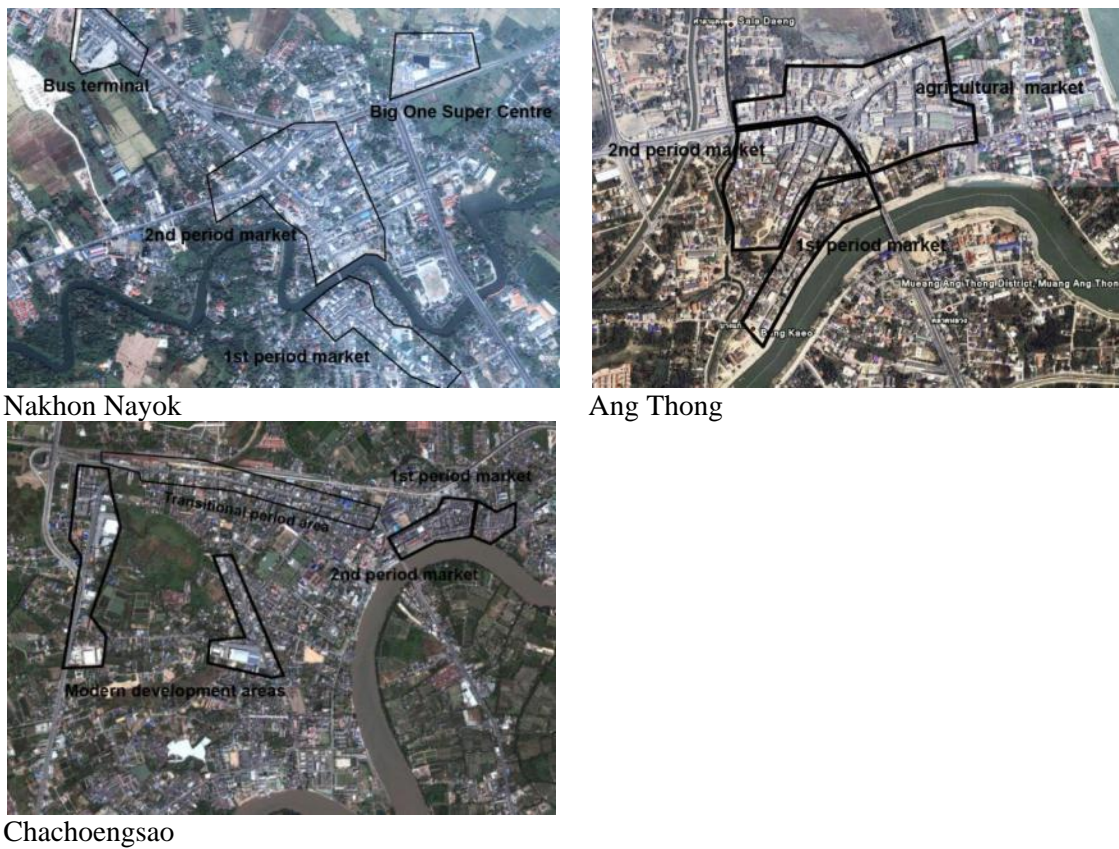 Bus terminal
Big One Super Centre
2nd period market
1st period market
Nakhon Nayok
Sala Daeng
agricultural market
2nd period market
1st period market
Mueang Ang Thong District, Muang Ang Thon
Bang Kaeo
Ang Thong
1st period market
Transitional period area
2nd period market
Modern development areas
Chachoengsao